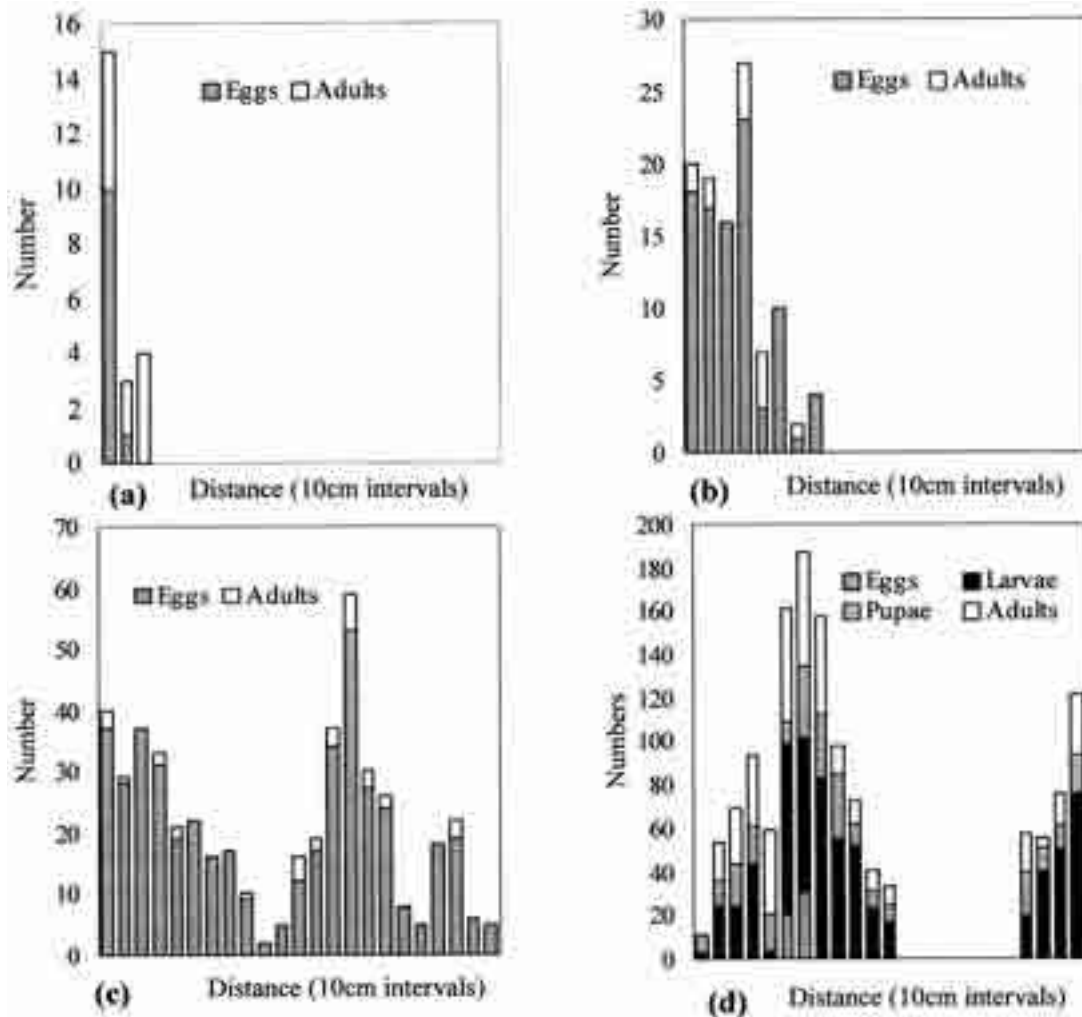 16
14
12
10
8
6
4
2
0
Number
Eggs Adults
(a) Distance (10cm intervals)
30
25
20
15
10
5
0
Number
Eggs Adults
(b) Distance (10cm intervals)
70
60
50
40
30
20
10
0
Number
Eggs Adults
(c) Distance (10cm intervals)
200
180
160
140
120
100
80
60
40
20
0
Numbers
Eggs Larvae
Pupae Adults
(d) Distance (10cm intervals)